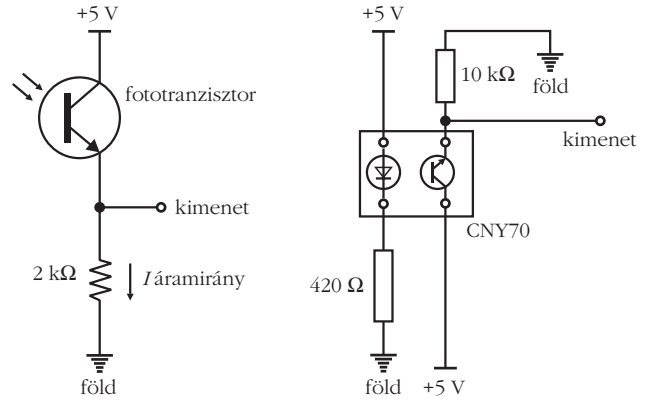 +5 V
fototranzisztor
kimenet
2 kΩ
I áramirány
föld
+5 V
10 kΩ
föld
kimenet
CNY70
420 Ω
föld
+5 V